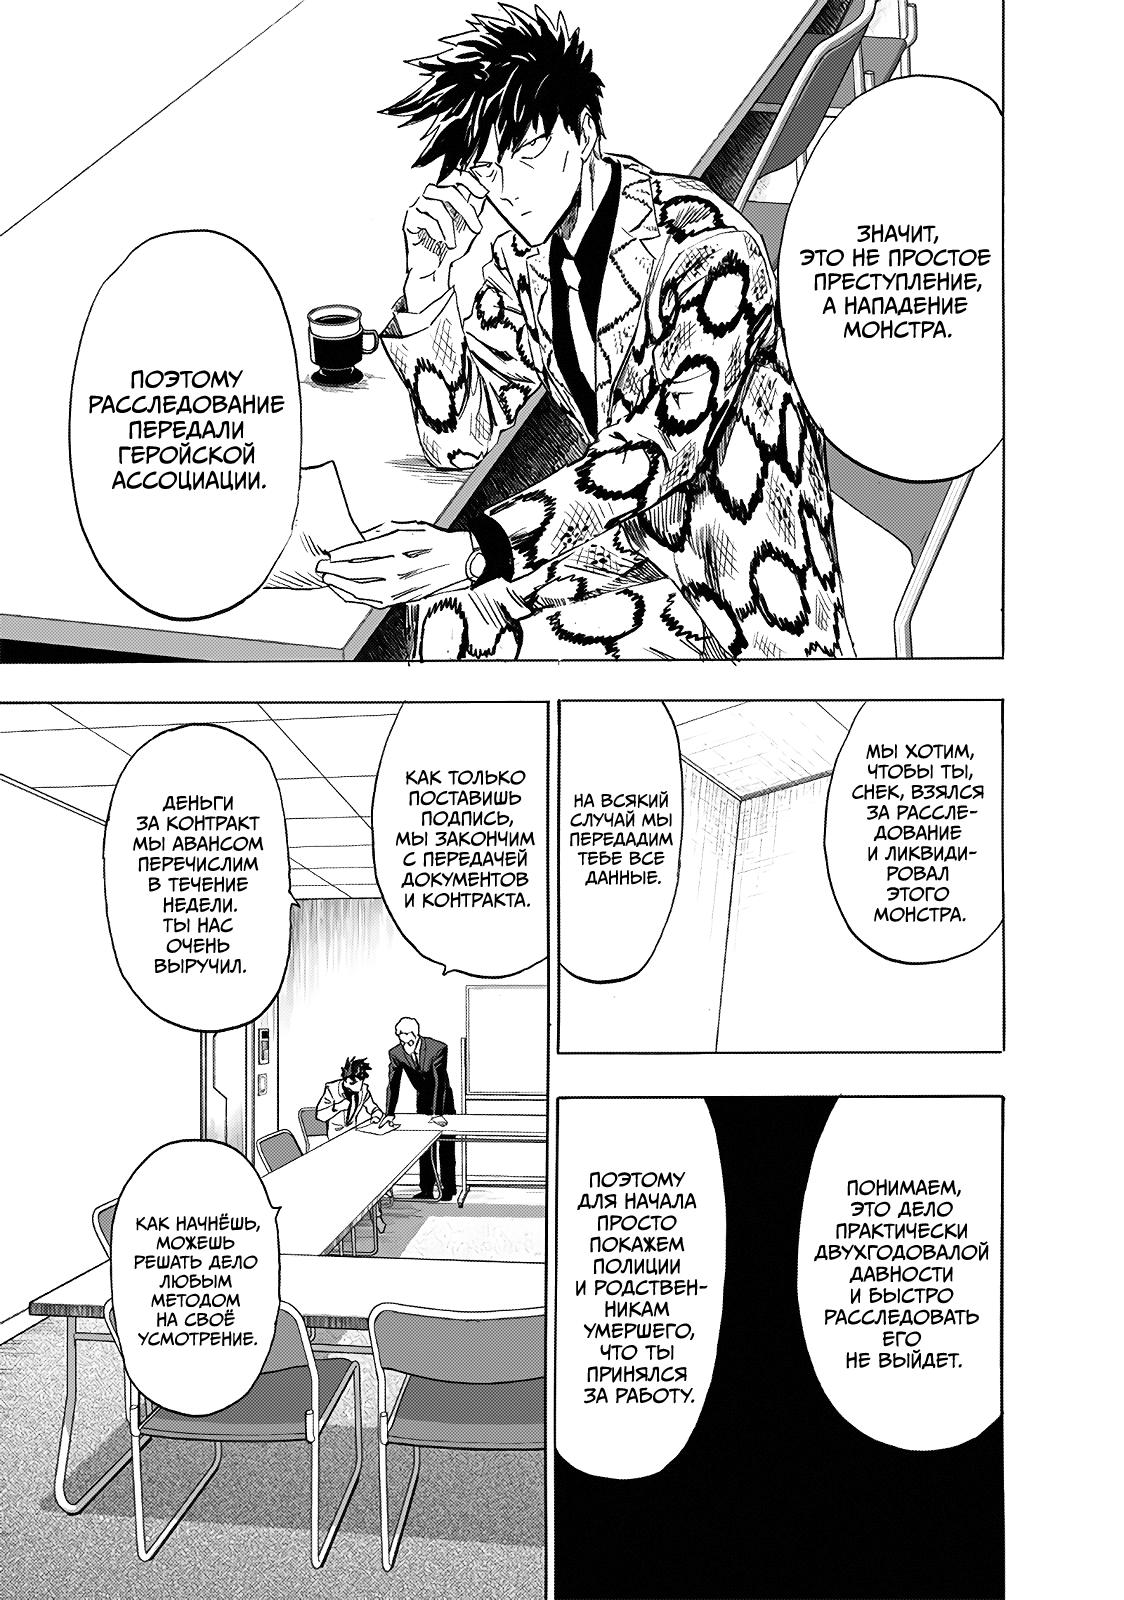 ЗНАЧИТ,
ЭТО НЕ ПРОСТОЕ
ПРЕСТУПЛЕНИЕ,
А НАПАДЕНИЕ
МОНСТРА.
ПОЭТОМУ
РАССЛЕДОВАНИЕ
ПЕРЕДАЛИ
ГЕРОЙСКОЙ
АССОЦИАЦИИ.
МЫ ХОТИМ,
ЧТОБЫ ТЫ,
СНЕК, ВЗЯЛСЯ
ЗА РАССЛЕ-
ДОВАНИЕ
И ЛИКВИДИ-
РОВАЛ
ЭТОГО
МОНСТРА.
НА ВСЯКИЙ
СЛУЧАЙ МЫ
ПЕРЕДАДИМ
ТЕБЕ ВСЕ
ДАННЫЕ.
КАК ТОЛЬКО
ПОСТАВИШЬ
ПОДПИСЬ,
МЫ ЗАКОНЧИМ
С ПЕРЕДАЧЕЙ
ДОКУМЕНТОВ
И КОНТРАКТА.
ДЕНЬГИ
ЗА КОНТРАКТ
МЫ АВАНСОМ
ПЕРЕЧИСЛИМ
В ТЕЧЕНИЕ
НЕДЕЛИ.
ТЫ НАС
ОЧЕНЬ
ВЫРУЧИЛ.
КАК НАЧНЁШЬ,
МОЖЕШЬ
РЕШАТЬ ДЕЛО
ЛЮБЫМ
МЕТОДОМ
НА СВОЁ
УСМОТРЕНИЕ.
ПОНИМАЕМ,
ЭТО ДЕЛО
ПРАКТИЧЕСКИ
ДВУХГОДОВАЛОЙ
ДАВНОСТИ
И БЫСТРО
РАССЛЕДОВАТЬ
ЕГО
НЕ ВЫЙДЕТ.
ПОЭТОМУ
ДЛЯ НАЧАЛА
ПРОСТО
ПОКАЖЕМ
ПОЛИЦИИ
И РОДСТВЕН-
НИКАМ
УМЕРШЕГО,
ЧТО ТЫ
ПРИНЯЛСЯ
ЗА РАБОТУ.